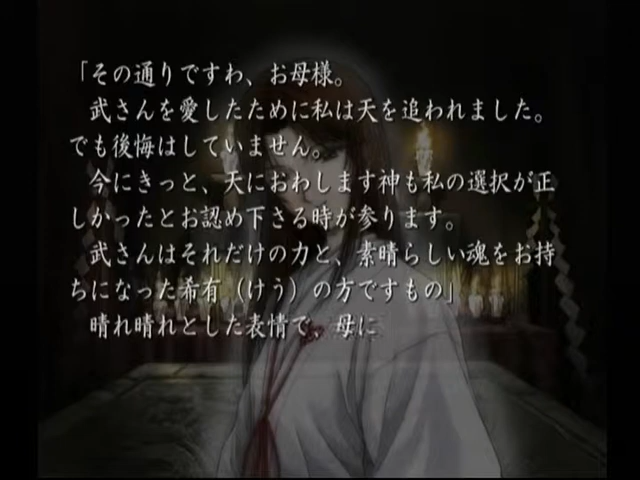 「その通りですわ、お母様。
　武さんを愛したために私は天を追われました。
でも後悔はしていません。
　今にきっと、天におわします神も私の選択が正
しかったとお認め下さる時が参ります。
　武さんはそれだけの力と、素晴らしい魂をお持
ちになった希有（けう）の方ですもの」
　晴れ晴れとした表情で、母に